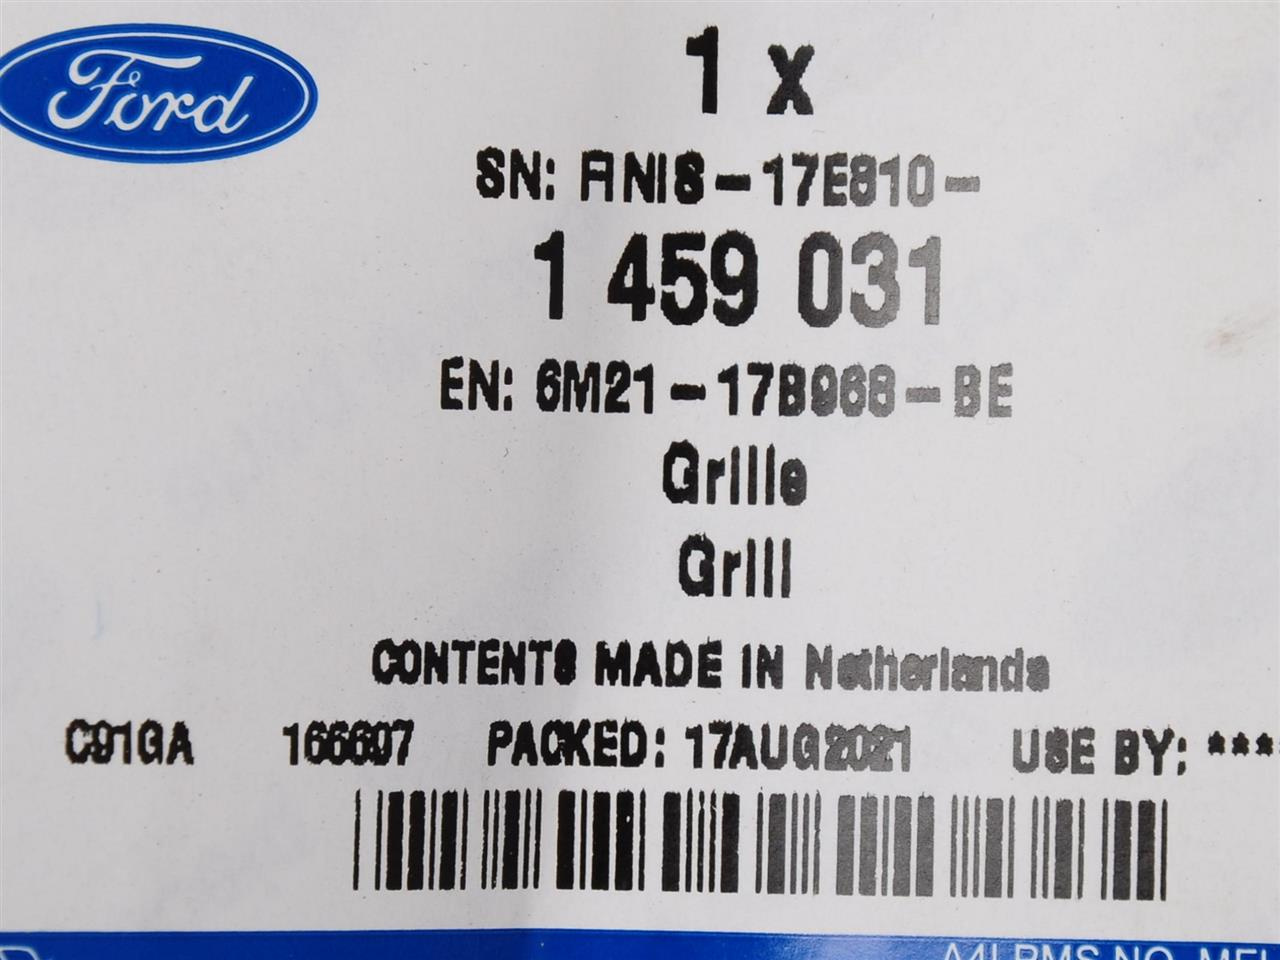 Ford
1 x
SN: ANIS-17E810-
1 459 031
EN: 6M21-17B968-BE
Grille
Grill
CONTENTS MADE IN Netherlands
C91GA 166607 PACKED: 17AUG2021 USE BY: ****